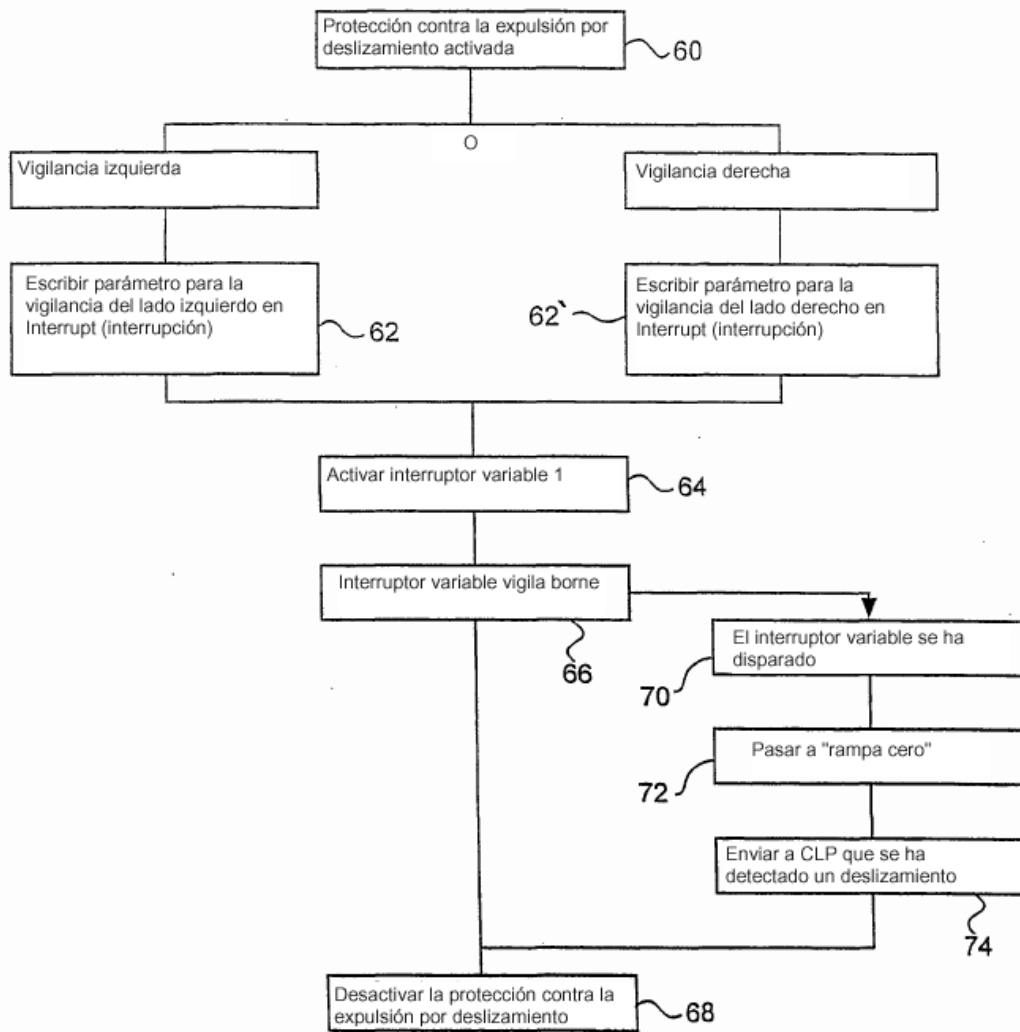 Protección contra la expulsión por
deslizamiento activada
60
O
Vigilancia izquierda
Vigilancia derecha
Escribir parámetro para la
vigilancia del lado izquierdo en
Interrupt (interrupción)
62
62`
Escribir parámetro para la
vigilancia del lado derecho en
Interrupt (interrupción)
Activar interruptor variable 1
64
Interruptor variable vigila borne
66
El interruptor variable se ha
disparado
70
Pasar a "rampa cero"
72
Enviar a CLP que se ha
detectado un deslizamiento
74
Desactivar la protección contra la
expulsión por deslizamiento
68